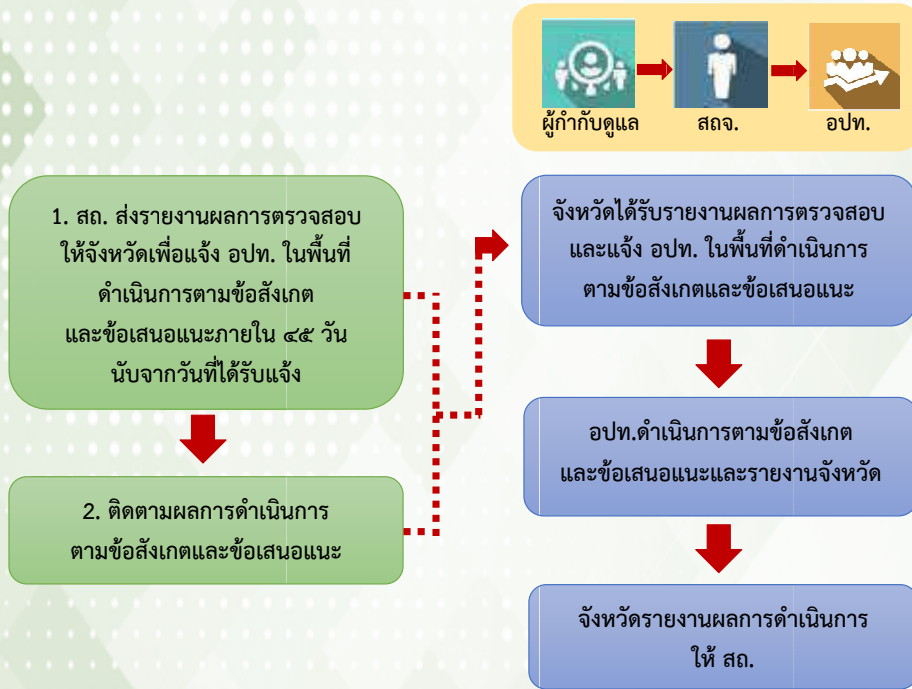 ผู้กำกับดูแล
สถจ.
อปท.
1. สถ. ส่งรายงานผลการตรวจสอบ
ให้จังหวัดเพื่อแจ้ง อปท. ในพื้นที่
ดำเนินการตามข้อสังเกต
และข้อเสนอแนะภายใน ๔๕ วัน
นับจากวันที่ได้รับแจ้ง
2. ติดตามผลการดำเนินการ
ตามข้อสังเกตและข้อเสนอแนะ
จังหวัดได้รับรายงานผลการตรวจสอบ
และแจ้ง อปท. ในพื้นที่ดำเนินการ
ตามข้อสังเกตและข้อเสนอแนะ
อปท.ดำเนินการตามข้อสังเกต
และข้อเสนอแนะและรายงานจังหวัด
จังหวัดรายงานผลการดำเนินการ
ให้ สถ.